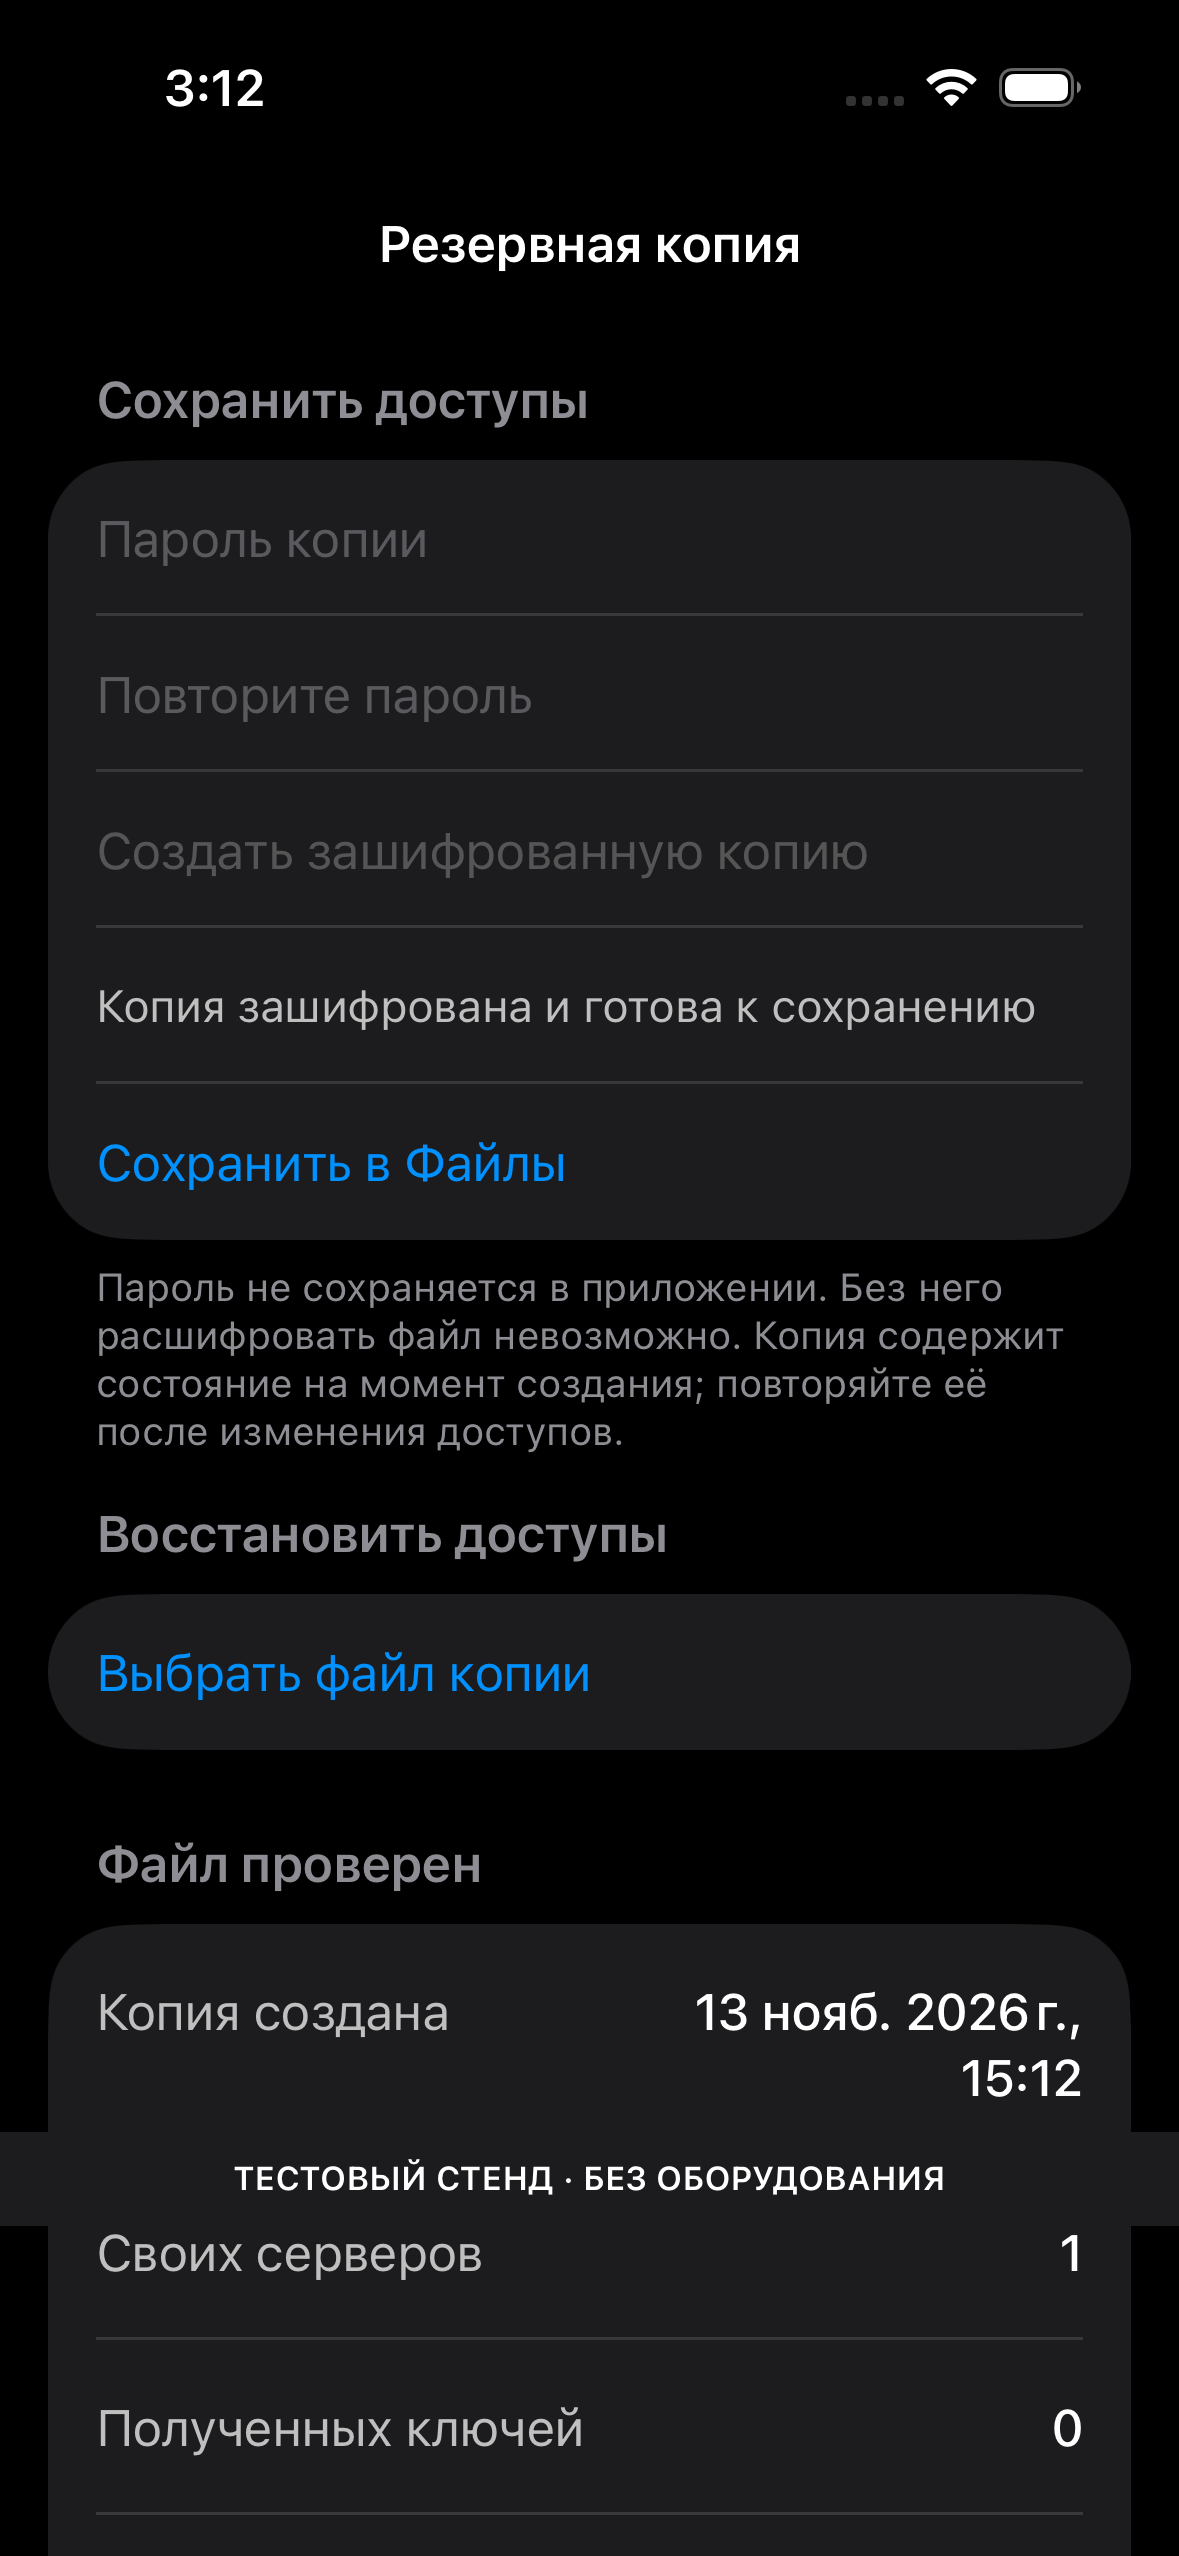 3:12
Резервная копия
Сохранить доступы
Пароль копии
Повторите пароль
Создать зашифрованную копию
Копия зашифрована и готова к сохранению
Сохранить в Файлы
Пароль не сохраняется в приложении. Без него
расшифровать файл невозможно. Копия содержит
состояние на момент создания; повторяйте её
после изменения доступов.
Восстановить доступы
Выбрать файл копии
Файл проверен
Копия создана 13 нояб. 2026 г.,
15:12
ТЕСТОВЫЙ СТЕНД · БЕЗ ОБОРУДОВАНИЯ
Своих серверов 1
Полученных ключей 0